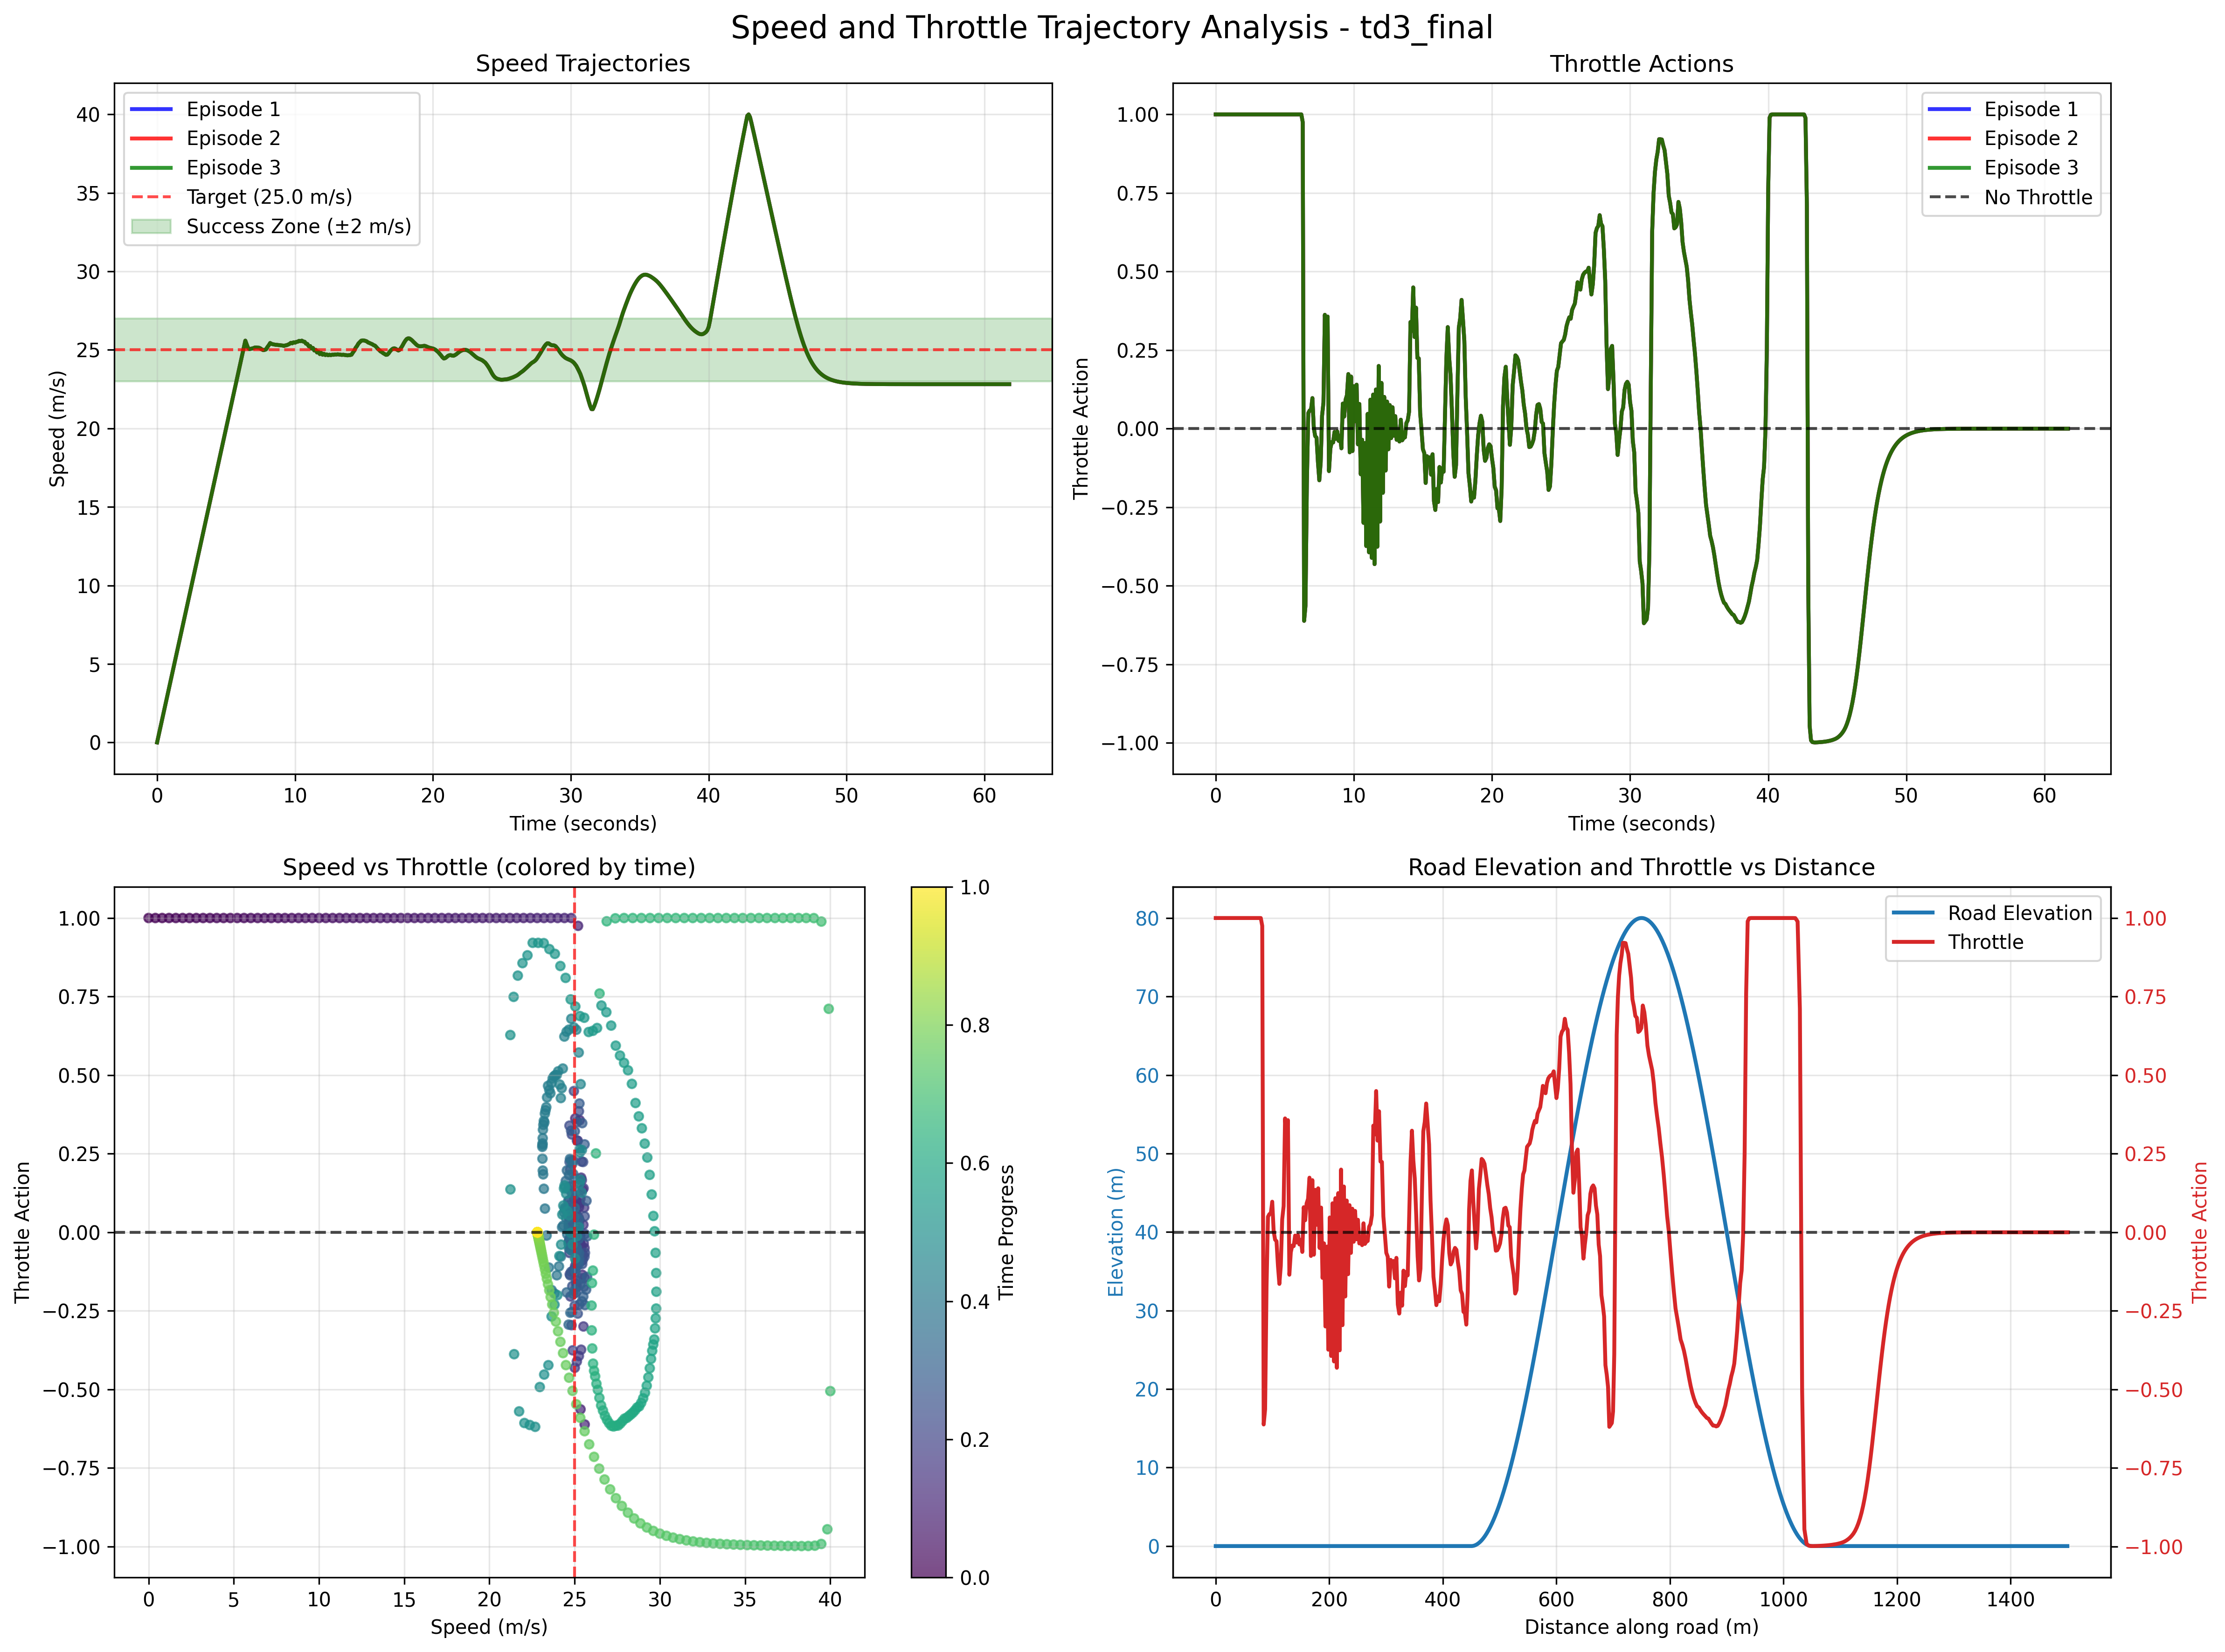 Speed and Throttle Trajectory Analysis - td3_final
Speed Trajectories
Episode 1
Episode 2
Episode 3
Target (25.0 m/s)
Success Zone (±2 m/s)
40
35
30
25
20
15
10
5
0
Speed (m/s)
0 10 20 30 40 50 60
Time (seconds)
Throttle Actions
Episode 1
Episode 2
Episode 3
No Throttle
1.00
0.75
0.50
0.25
0.00
−0.25
−0.50
−0.75
−1.00
Throttle Action
0 10 20 30 40 50 60
Time (seconds)
Speed vs Throttle (colored by time)
1.00
0.75
0.50
0.25
0.00
−0.25
−0.50
−0.75
−1.00
Throttle Action
0 5 10 15 20 25 30 35 40
Speed (m/s)
1.0
0.8
0.6
0.4
0.2
0.0
Time Progress
Road Elevation and Throttle vs Distance
Road Elevation
Throttle
80
70
60
50
40
30
20
10
0
Elevation (m)
1.00
0.75
0.50
0.25
0.00
−0.25
−0.50
−0.75
−1.00
Throttle Action
0 200 400 600 800 1000 1200 1400
Distance along road (m)